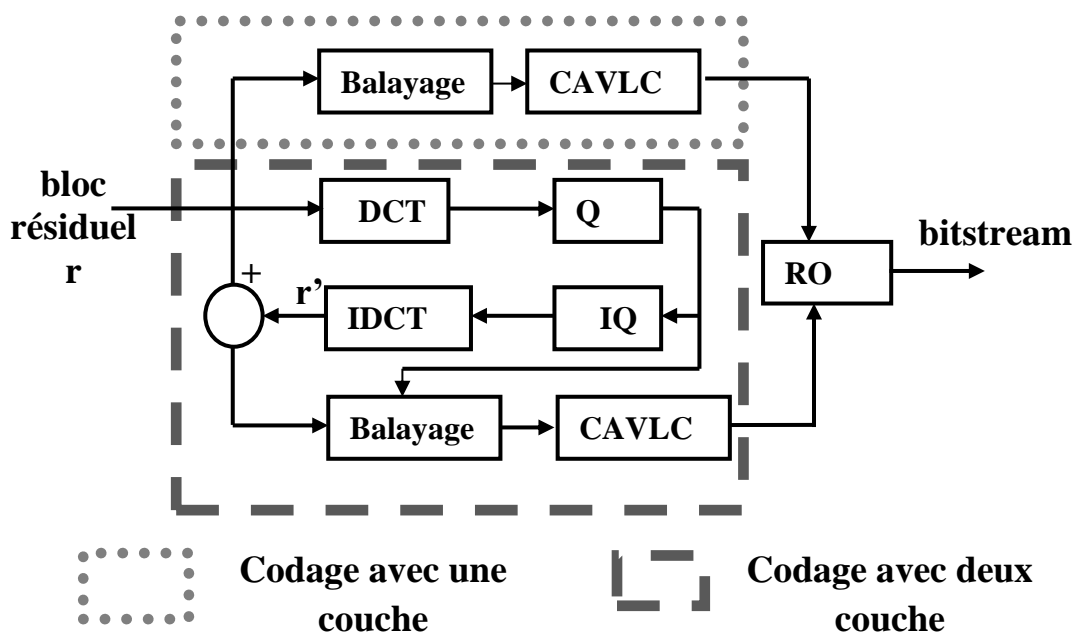 Balayage
CAVLC
bloc
résiduel
r
DCT
Q
bitstream
RO
+
r’
IDCT
IQ
Balayage
CAVLC
Codage avec une
couche
Codage avec deux
couche